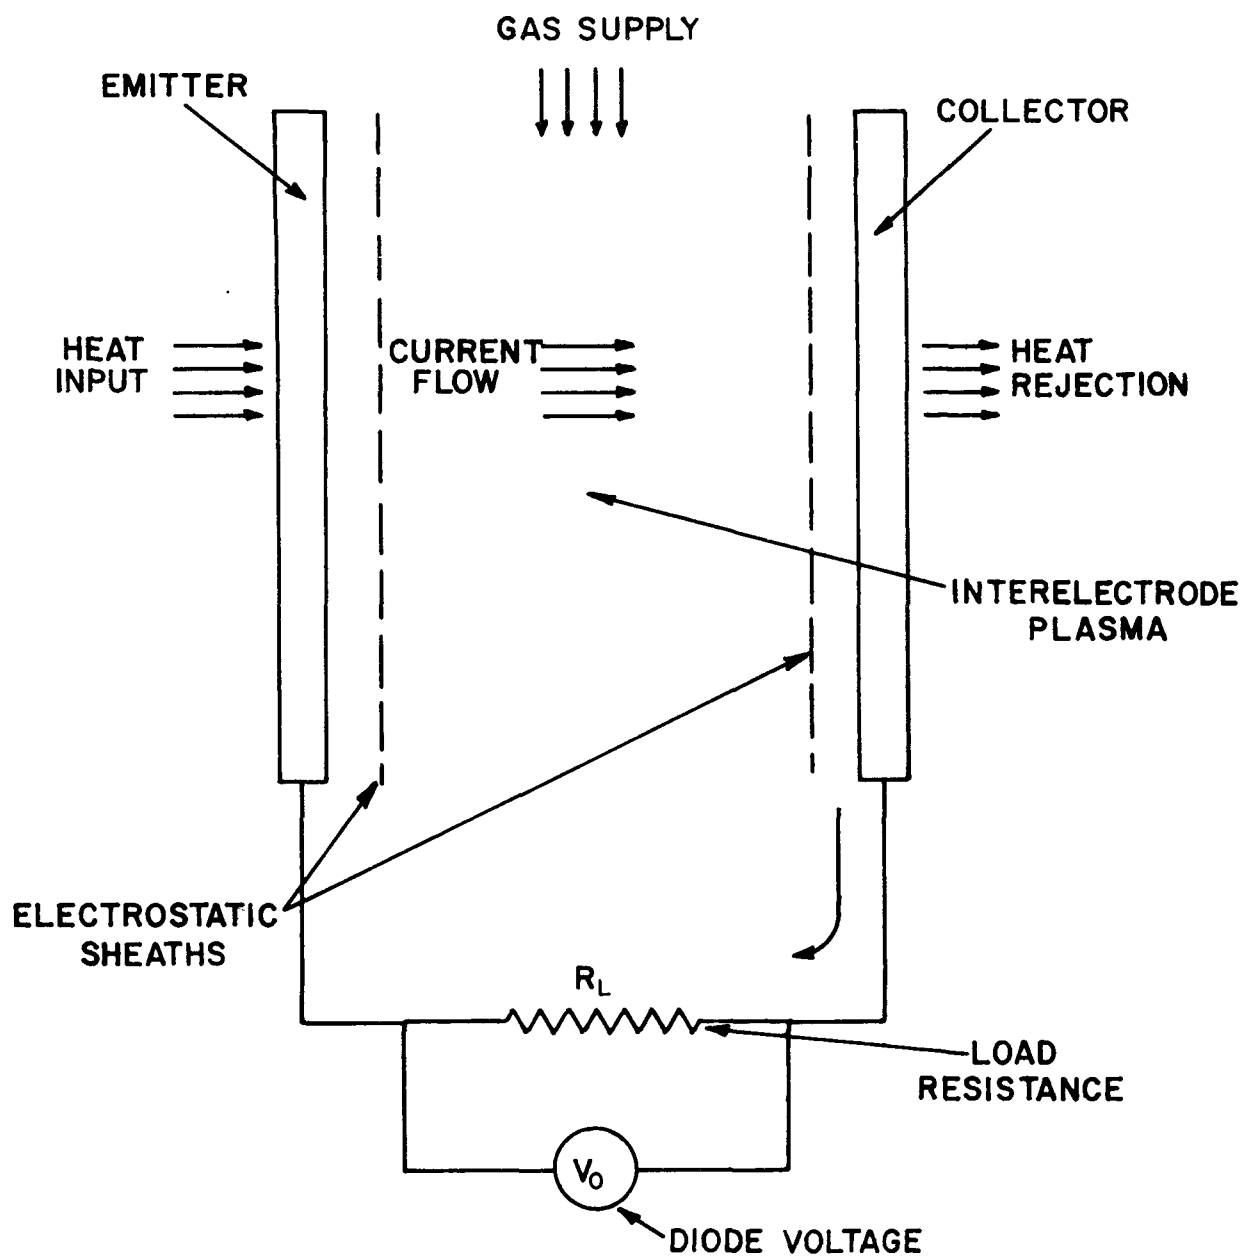 GAS SUPPLY
EMITTER
COLLECTOR
HEAT
INPUT
CURRENT
FLOW
HEAT
REJECTION
INTERELECTRODE
PLASMA
ELECTROSTATIC
SHEATHS
RL
LOAD
RESISTANCE
VO
DIODE VOLTAGE